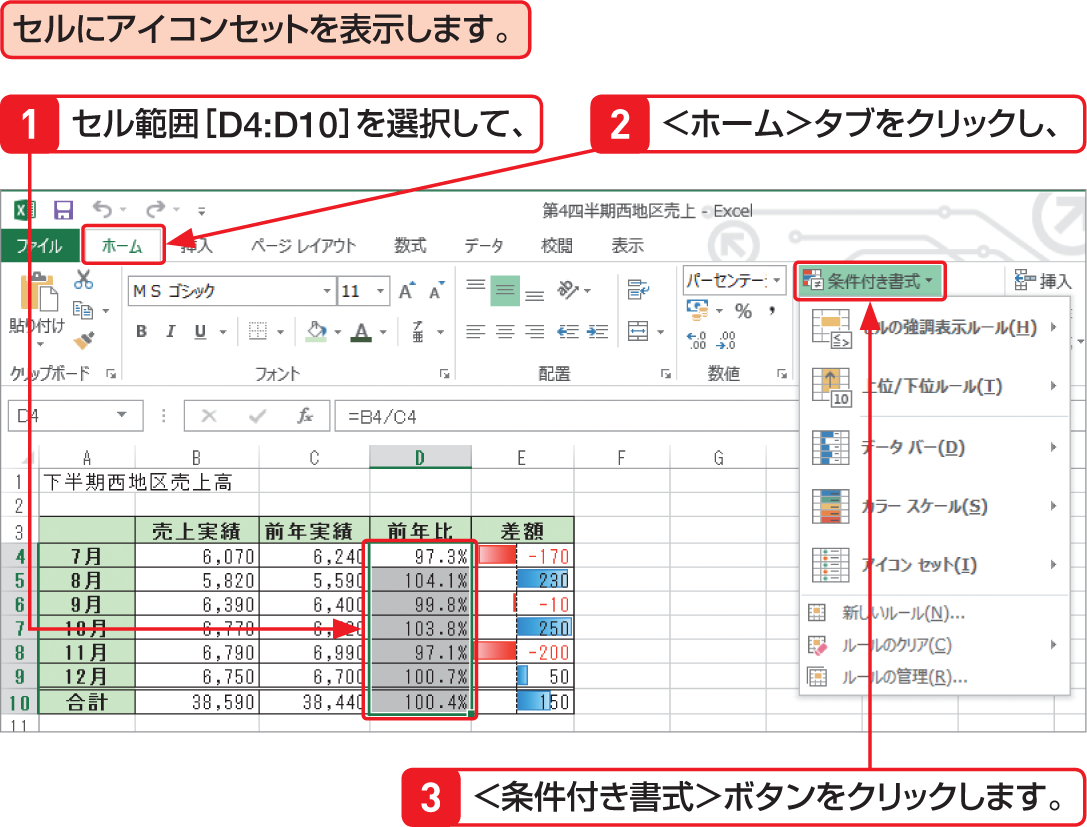 セルにアイコンセットを表示します。
1 セル範囲[D4:D10]を選択して、
2 <ホーム>タブをクリックし、
第4四半期西地区売上 - Excel
ファイル ホーム 挿入 ページ レイアウト 数式 データ 校閲 表示
貼り付け
クリップボード
ＭＳ ゴシック 11
B I U A
フォント
配置
パーセンテー
% ,
数値
条件付き書式
挿入
セルの強調表示ルール(H)
上位/下位ルール(T)
データ バー(D)
カラー スケール(S)
アイコン セット(I)
新しいルール(N)...
ルールのクリア(C)
ルールの管理(R)...
D4 fx =B4/C4
A B C D E F G
1 下半期西地区売上高
2
3 売上実績 前年実績 前年比 差額
4 7月 6,070 6,240 97.3% -170
5 8月 5,820 5,590 104.1% 230
6 9月 6,390 6,400 99.8% -10
7 10月 6,770 103.8% 250
8 11月 6,790 6,990 97.1% -200
9 12月 6,750 6,700 100.7% 50
10 合計 38,590 38,440 100.4% 150
11
3 <条件付き書式>ボタンをクリックします。